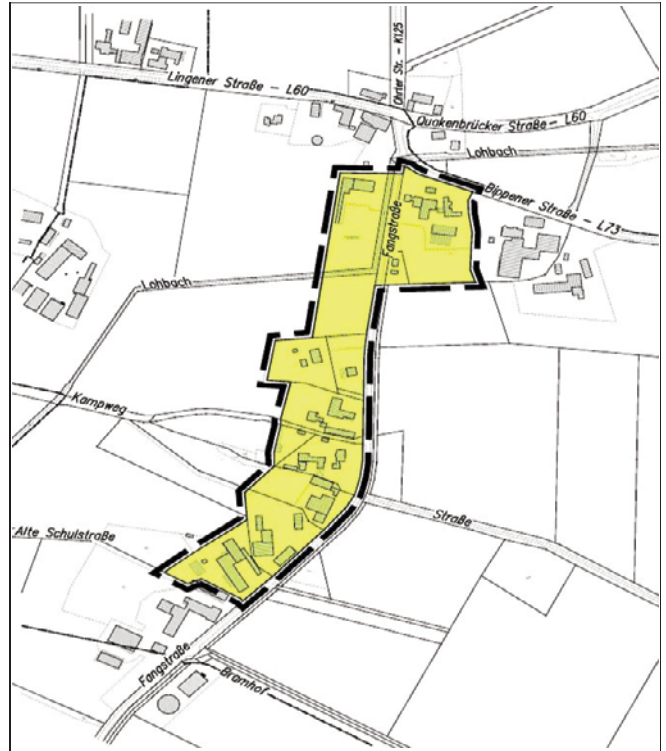 Lingener Straße - L60
Ohrter Str. - K125
Quakenbrücker Straße - L60
Lohbach
Bippener Straße - L73
Fangstraße
Lohbach
Kampweg
Straße
Alte Schulstraße
Fangstraße
Bramhof